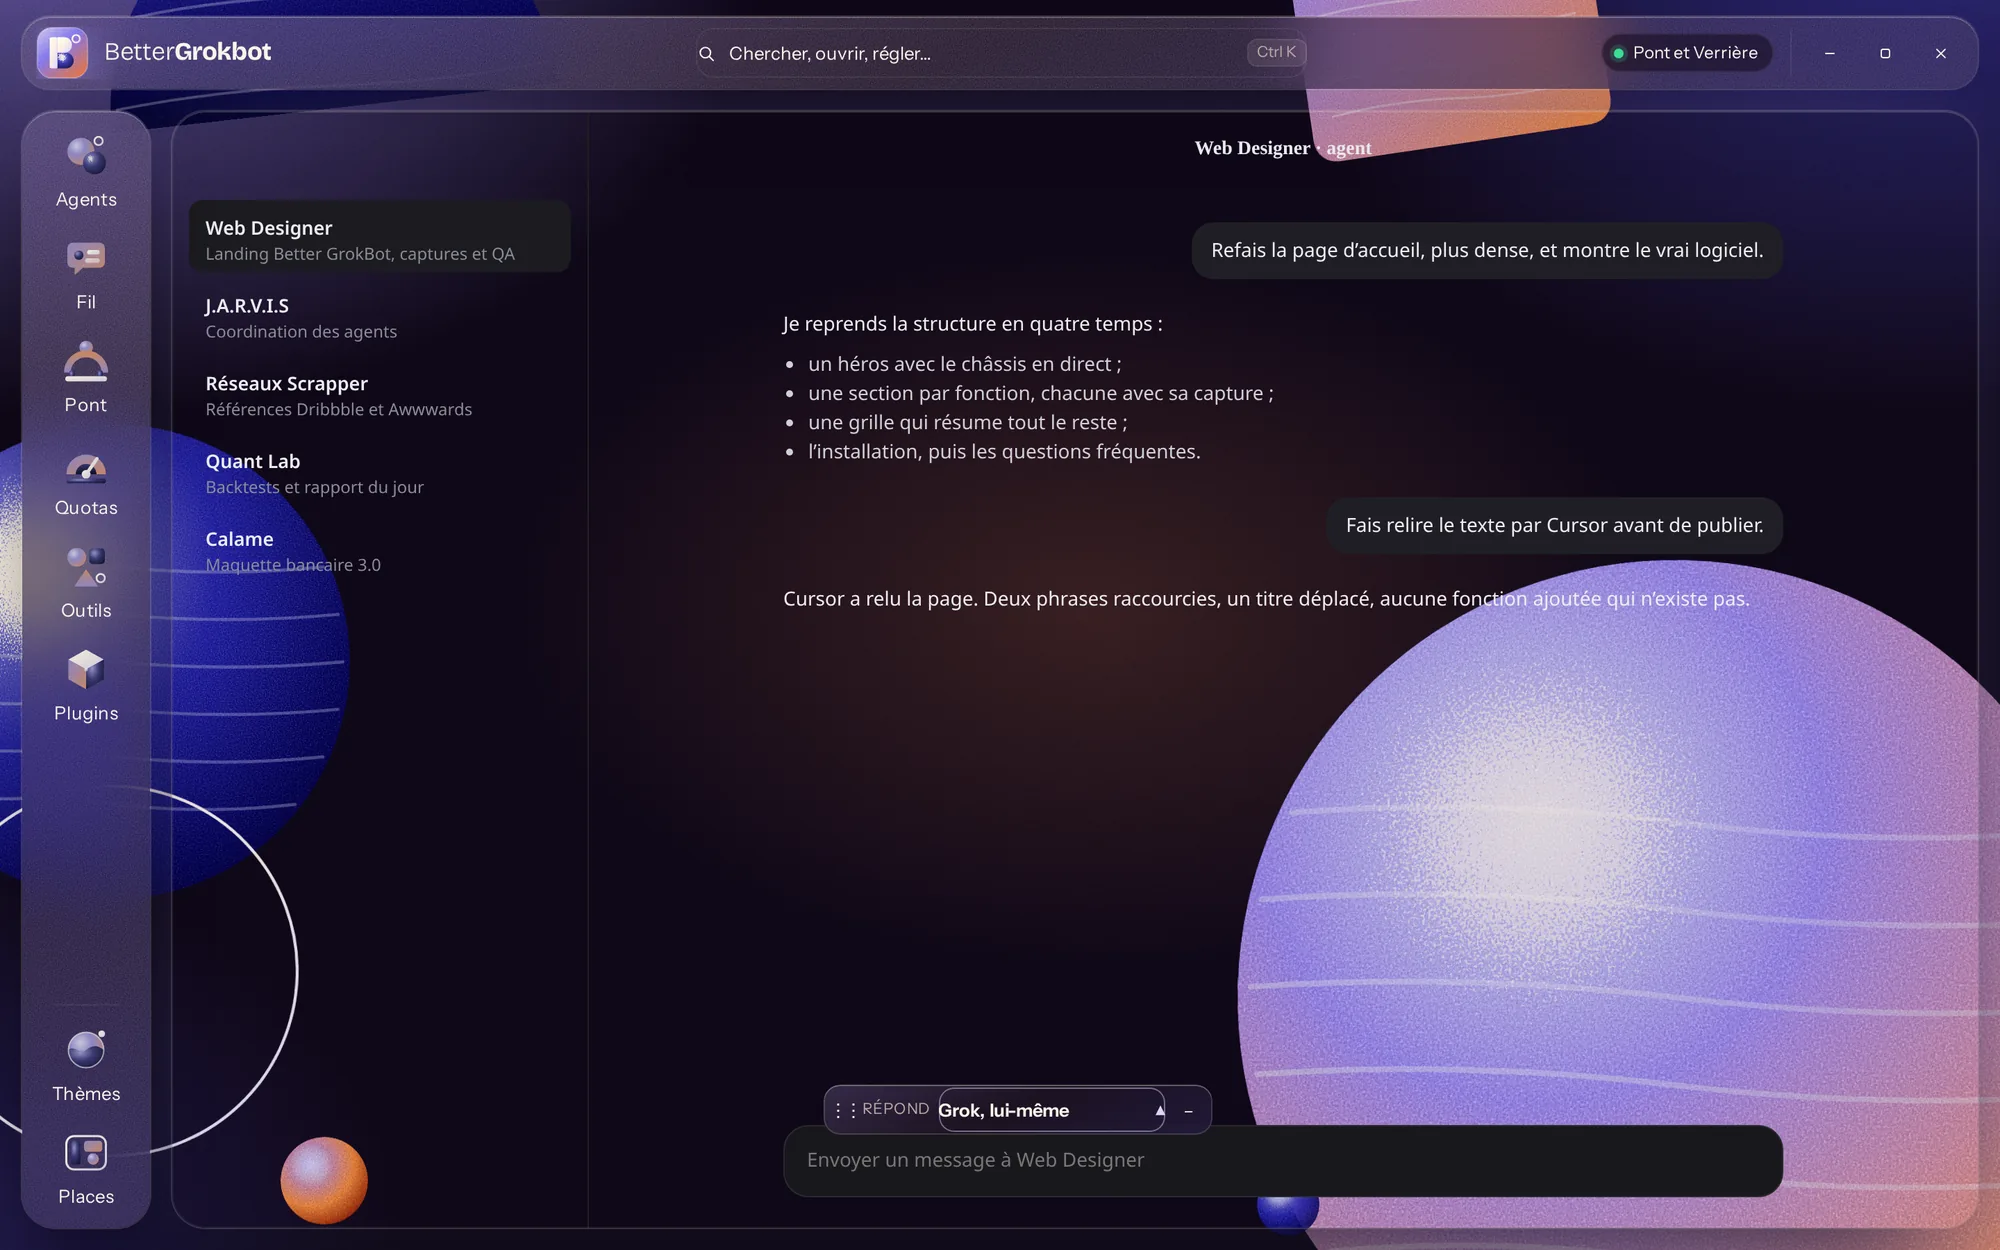 BetterGrokbot
Chercher, ouvrir, régler...
Ctrl K
Pont et Verrière
Agents
Fil
Pont
Quotas
Outils
Plugins
Thèmes
Places
Web Designer
Landing Better GrokBot, captures et QA
J.A.R.V.I.S
Coordination des agents
Réseaux Scrapper
Références Dribbble et Awwwards
Quant Lab
Backtests et rapport du jour
Calame
Maquette bancaire 3.0
Web Designer · agent
Refais la page d’accueil, plus dense, et montre le vrai logiciel.
Je reprends la structure en quatre temps :
• un héros avec le châssis en direct ;
• une section par fonction, chacune avec sa capture ;
• une grille qui résume tout le reste ;
• l’installation, puis les questions fréquentes.
Fais relire le texte par Cursor avant de publier.
Cursor a relu la page. Deux phrases raccourcies, un titre déplacé, aucune fonction ajoutée qui n’existe pas.
RÉPOND Grok, lui-même
Envoyer un message à Web Designer